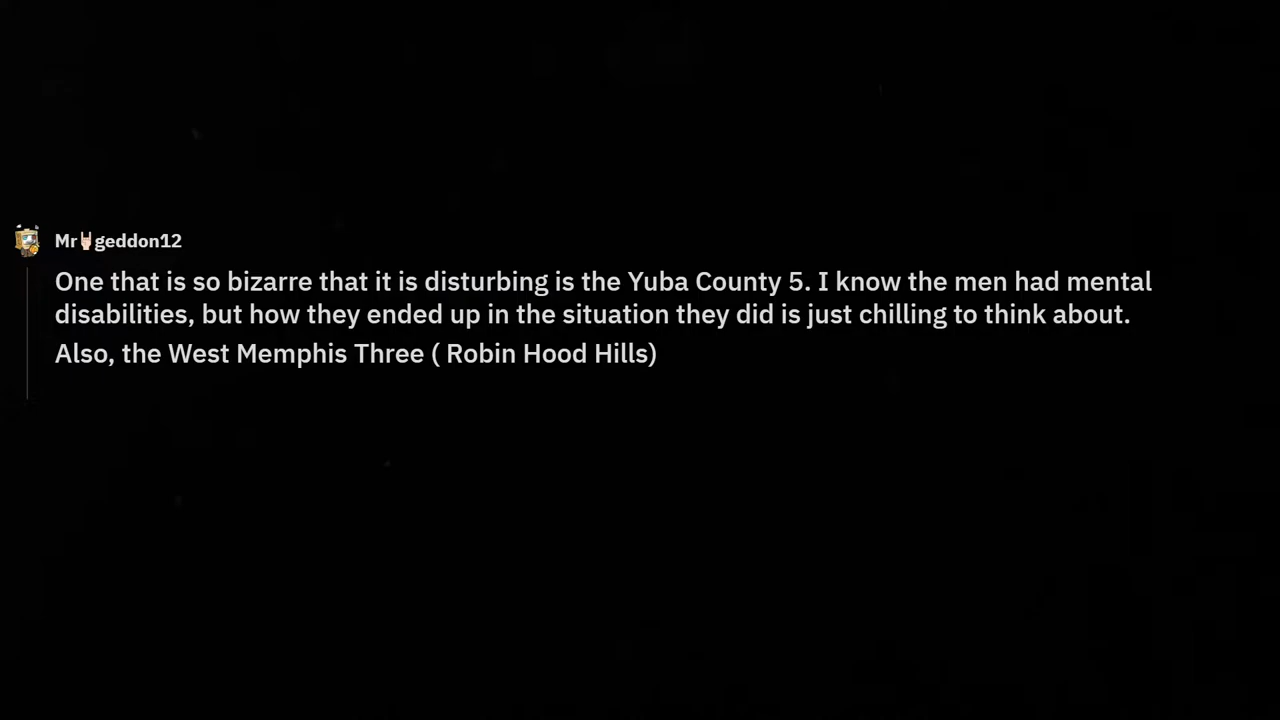 Mr🤘🏻geddon12
One that is so bizarre that it is disturbing is the Yuba County 5. I know the men had mental
disabilities, but how they ended up in the situation they did is just chilling to think about.
Also, the West Memphis Three ( Robin Hood Hills)